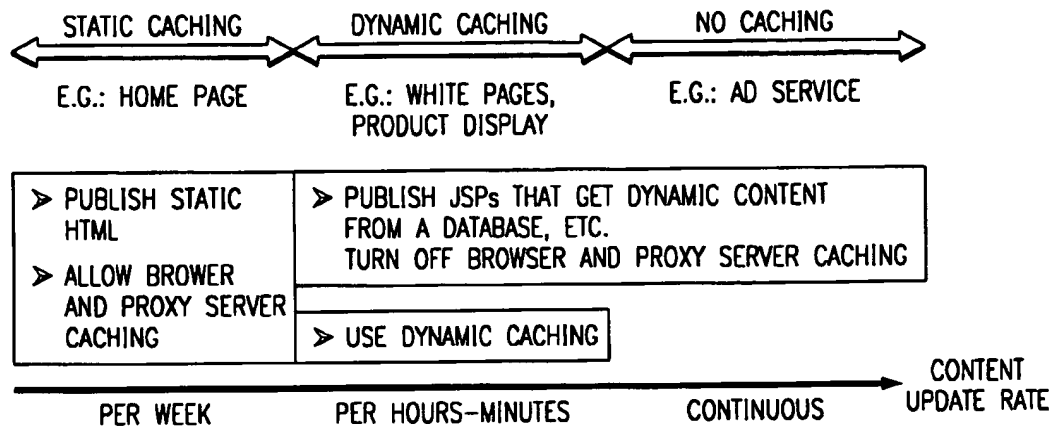 STATIC CACHING
DYNAMIC CACHING
NO CACHING
E.G.: HOME PAGE
E.G.: WHITE PAGES,
PRODUCT DISPLAY
E.G.: AD SERVICE
➢ PUBLISH STATIC
HTML
➢ ALLOW BROWER
AND PROXY SERVER
CACHING
➢ PUBLISH JSPs THAT GET DYNAMIC CONTENT
FROM A DATABASE, ETC.
TURN OFF BROWSER AND PROXY SERVER CACHING
➢ USE DYNAMIC CACHING
PER WEEK
PER HOURS-MINUTES
CONTINUOUS
CONTENT
UPDATE RATE